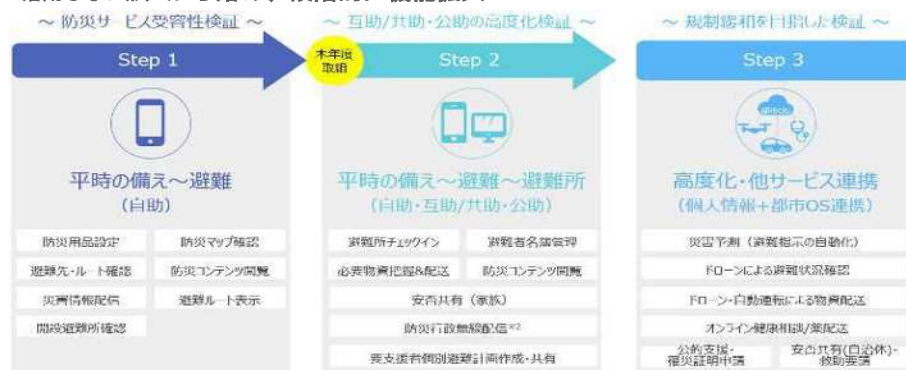 ～ 防災サービス受容性検証 ～
～ 互助/共助・公助の高度化検証 ～
～ 規制緩和を目指した検証 ～
Step 1
本年度
取組
Step 2
Step 3
都市OS
平時の備え～避難
（自助）
平時の備え～避難～避難所
（自助・互助/共助・公助）
高度化・他サービス連携
（個人情報+都市OS連携）
防災用品設定
防災マップ確認
避難先・ルート確認
防災コンテンツ閲覧
災害情報配信
避難ルート表示
開設避難所確認
避難所チェックイン
避難者名簿管理
必要物資把握&配送
防災コンテンツ閲覧
安否共有（家族）
防災行政無線配信※2
要支援者個別避難計画作成・共有
災害予測（避難指示の自動化）
ドローンによる避難状況確認
ドローン・自動運転による物資配送
オンライン健康相談/薬配送
公的支援・
罹災証明申請
安否共有(自治体)・
救助要請